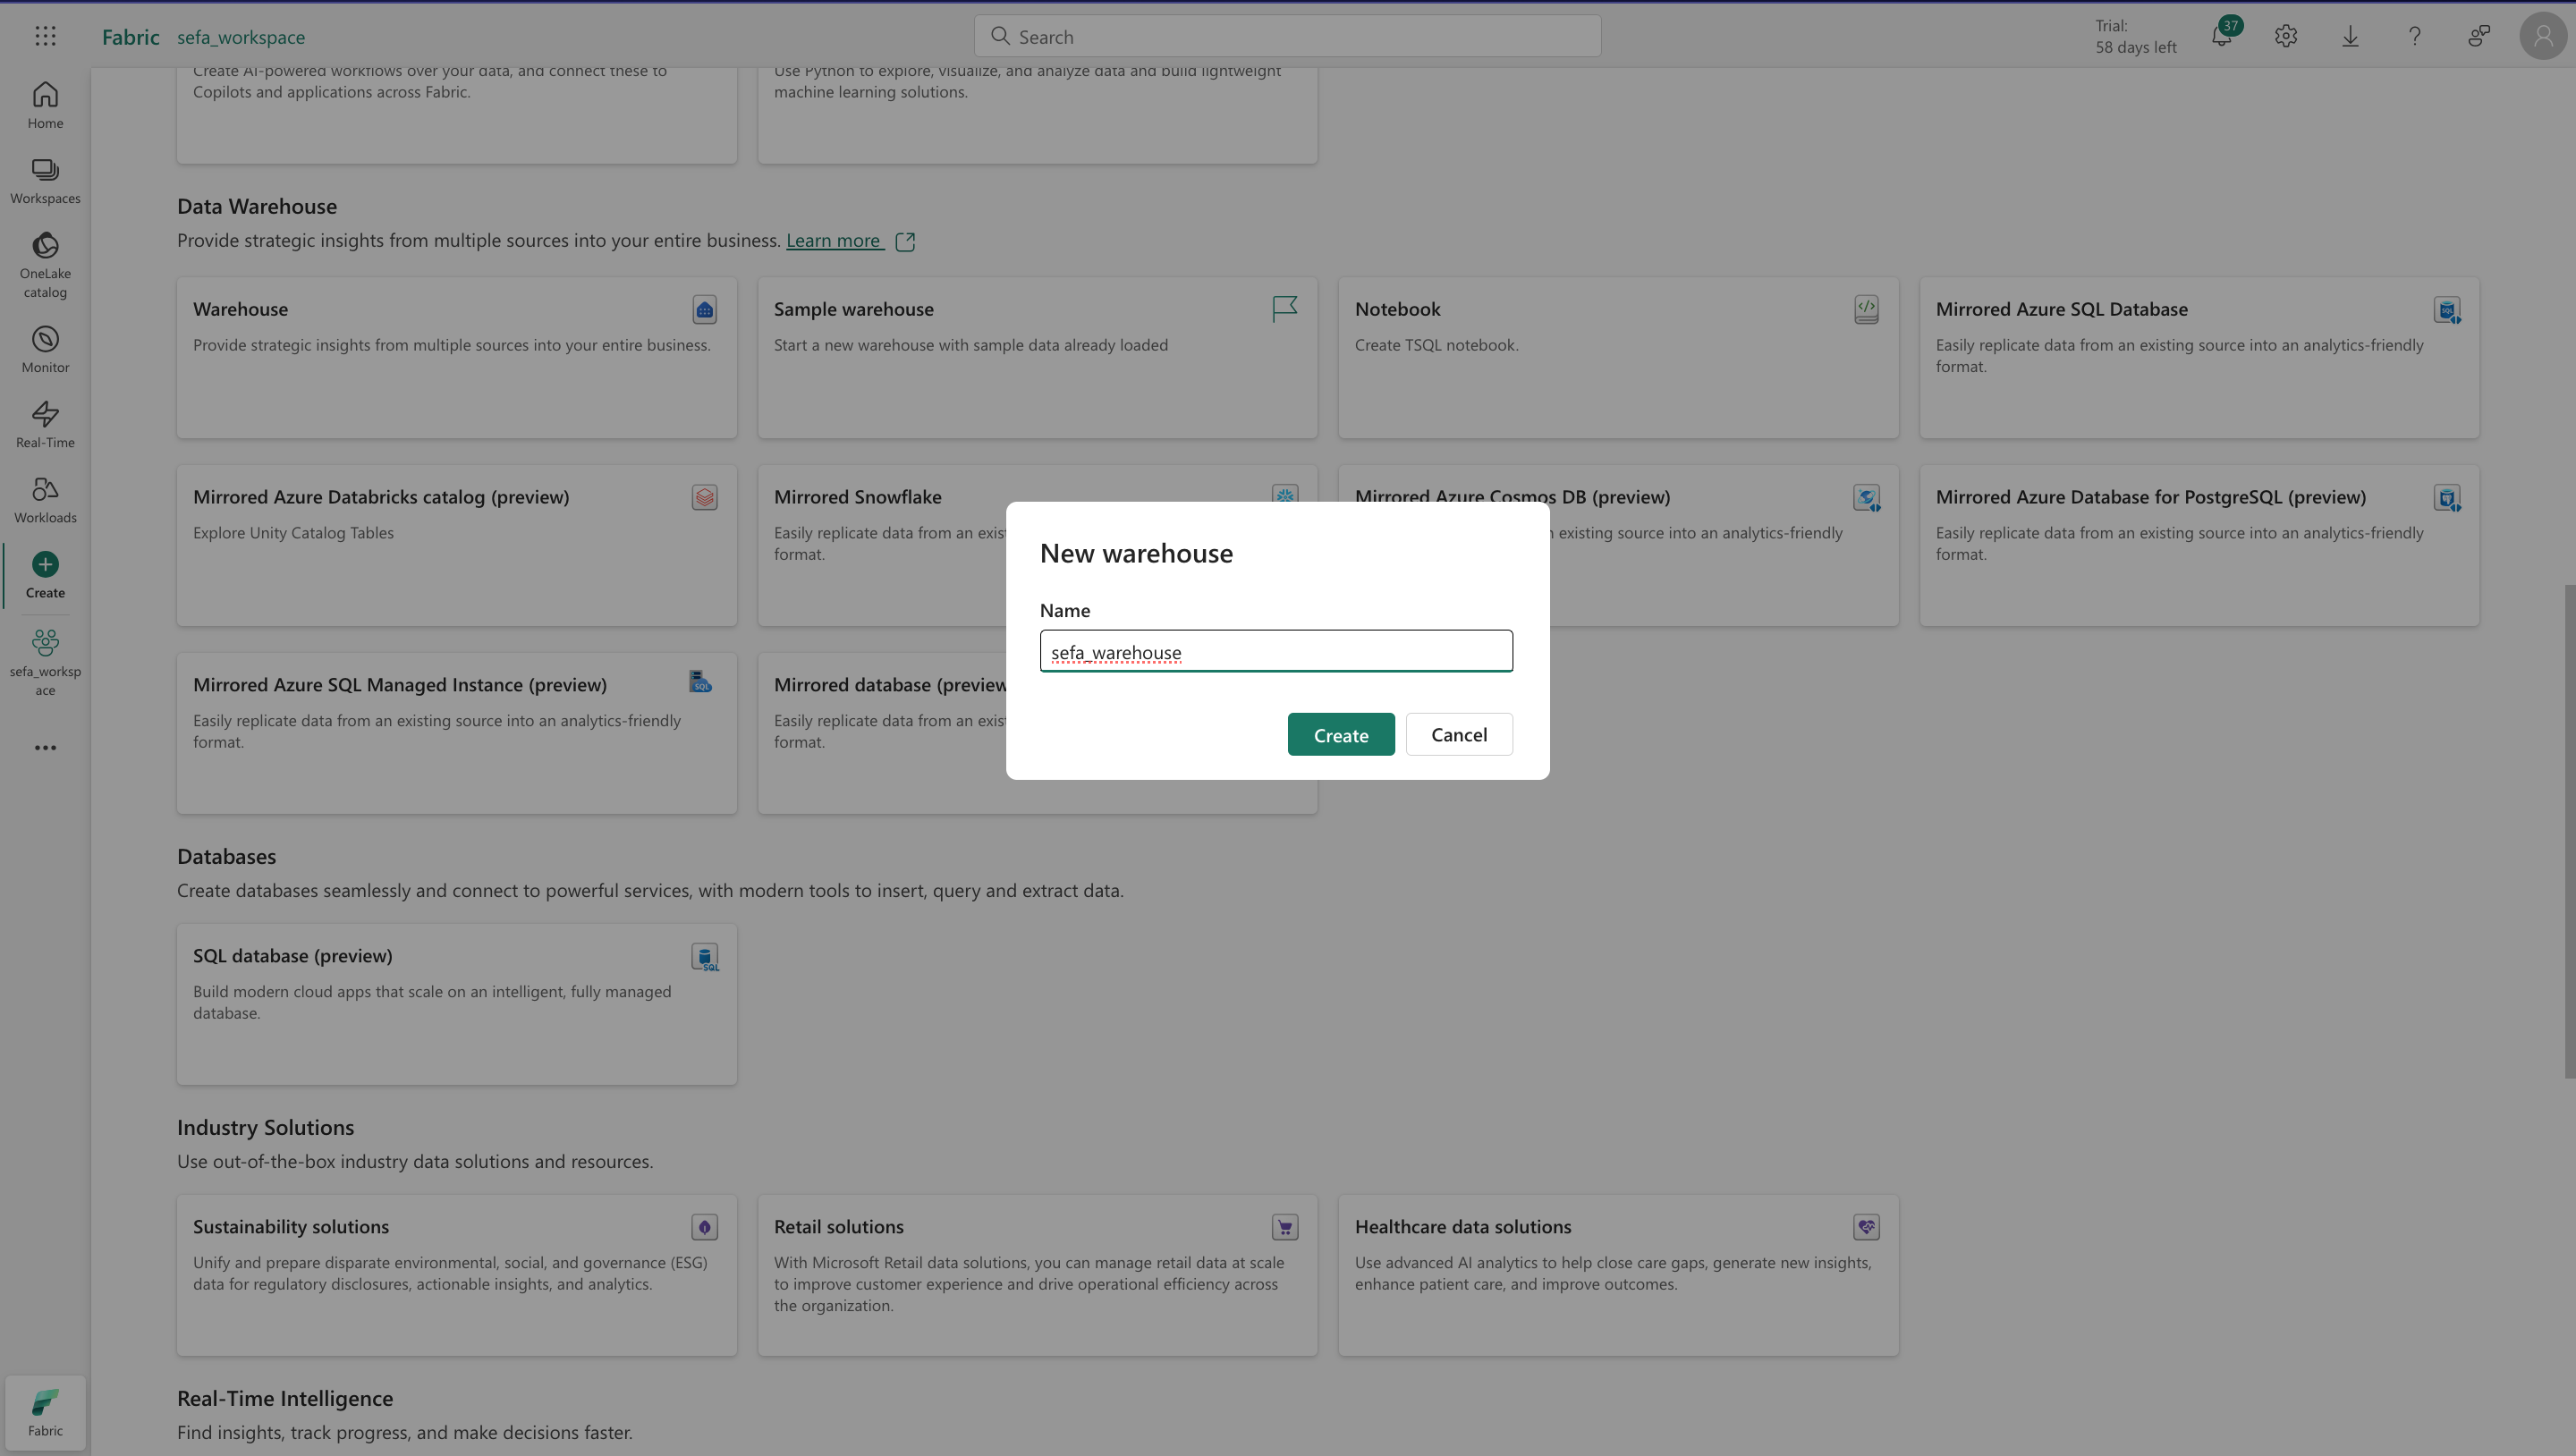 Fabric sefa_workspace
Search
Trial:
58 days left
37
Home
Workspaces
OneLake
catalog
Monitor
Real-Time
Workloads
Create
sefa_worksp
ace
Fabric
Create AI-powered workflows over your data, and connect these to
Copilots and applications across Fabric.
Use Python to explore, visualize, and analyze data and build lightweight
machine learning solutions.
Data Warehouse
Provide strategic insights from multiple sources into your entire business. Learn more
Warehouse
Provide strategic insights from multiple sources into your entire business.
Sample warehouse
Start a new warehouse with sample data already loaded
Notebook
Create TSQL notebook.
Mirrored Azure SQL Database
Easily replicate data from an existing source into an analytics-friendly
format.
Mirrored Azure Databricks catalog (preview)
Explore Unity Catalog Tables
Mirrored Snowflake
Easily replicate data from an exis
format.
Mirrored Azure Cosmos DB (preview)
existing source into an analytics-friendly
Mirrored Azure Database for PostgreSQL (preview)
Easily replicate data from an existing source into an analytics-friendly
format.
Mirrored Azure SQL Managed Instance (preview)
Easily replicate data from an existing source into an analytics-friendly
format.
Mirrored database (preview
Easily replicate data from an exis
format.
New warehouse
Name
sefa_warehouse
Create
Cancel
Databases
Create databases seamlessly and connect to powerful services, with modern tools to insert, query and extract data.
SQL database (preview)
Build modern cloud apps that scale on an intelligent, fully managed
database.
Industry Solutions
Use out-of-the-box industry data solutions and resources.
Sustainability solutions
Unify and prepare disparate environmental, social, and governance (ESG)
data for regulatory disclosures, actionable insights, and analytics.
Retail solutions
With Microsoft Retail data solutions, you can manage retail data at scale
to improve customer experience and drive operational efficiency across
the organization.
Healthcare data solutions
Use advanced AI analytics to help close care gaps, generate new insights,
enhance patient care, and improve outcomes.
Real-Time Intelligence
Find insights, track progress, and make decisions faster.